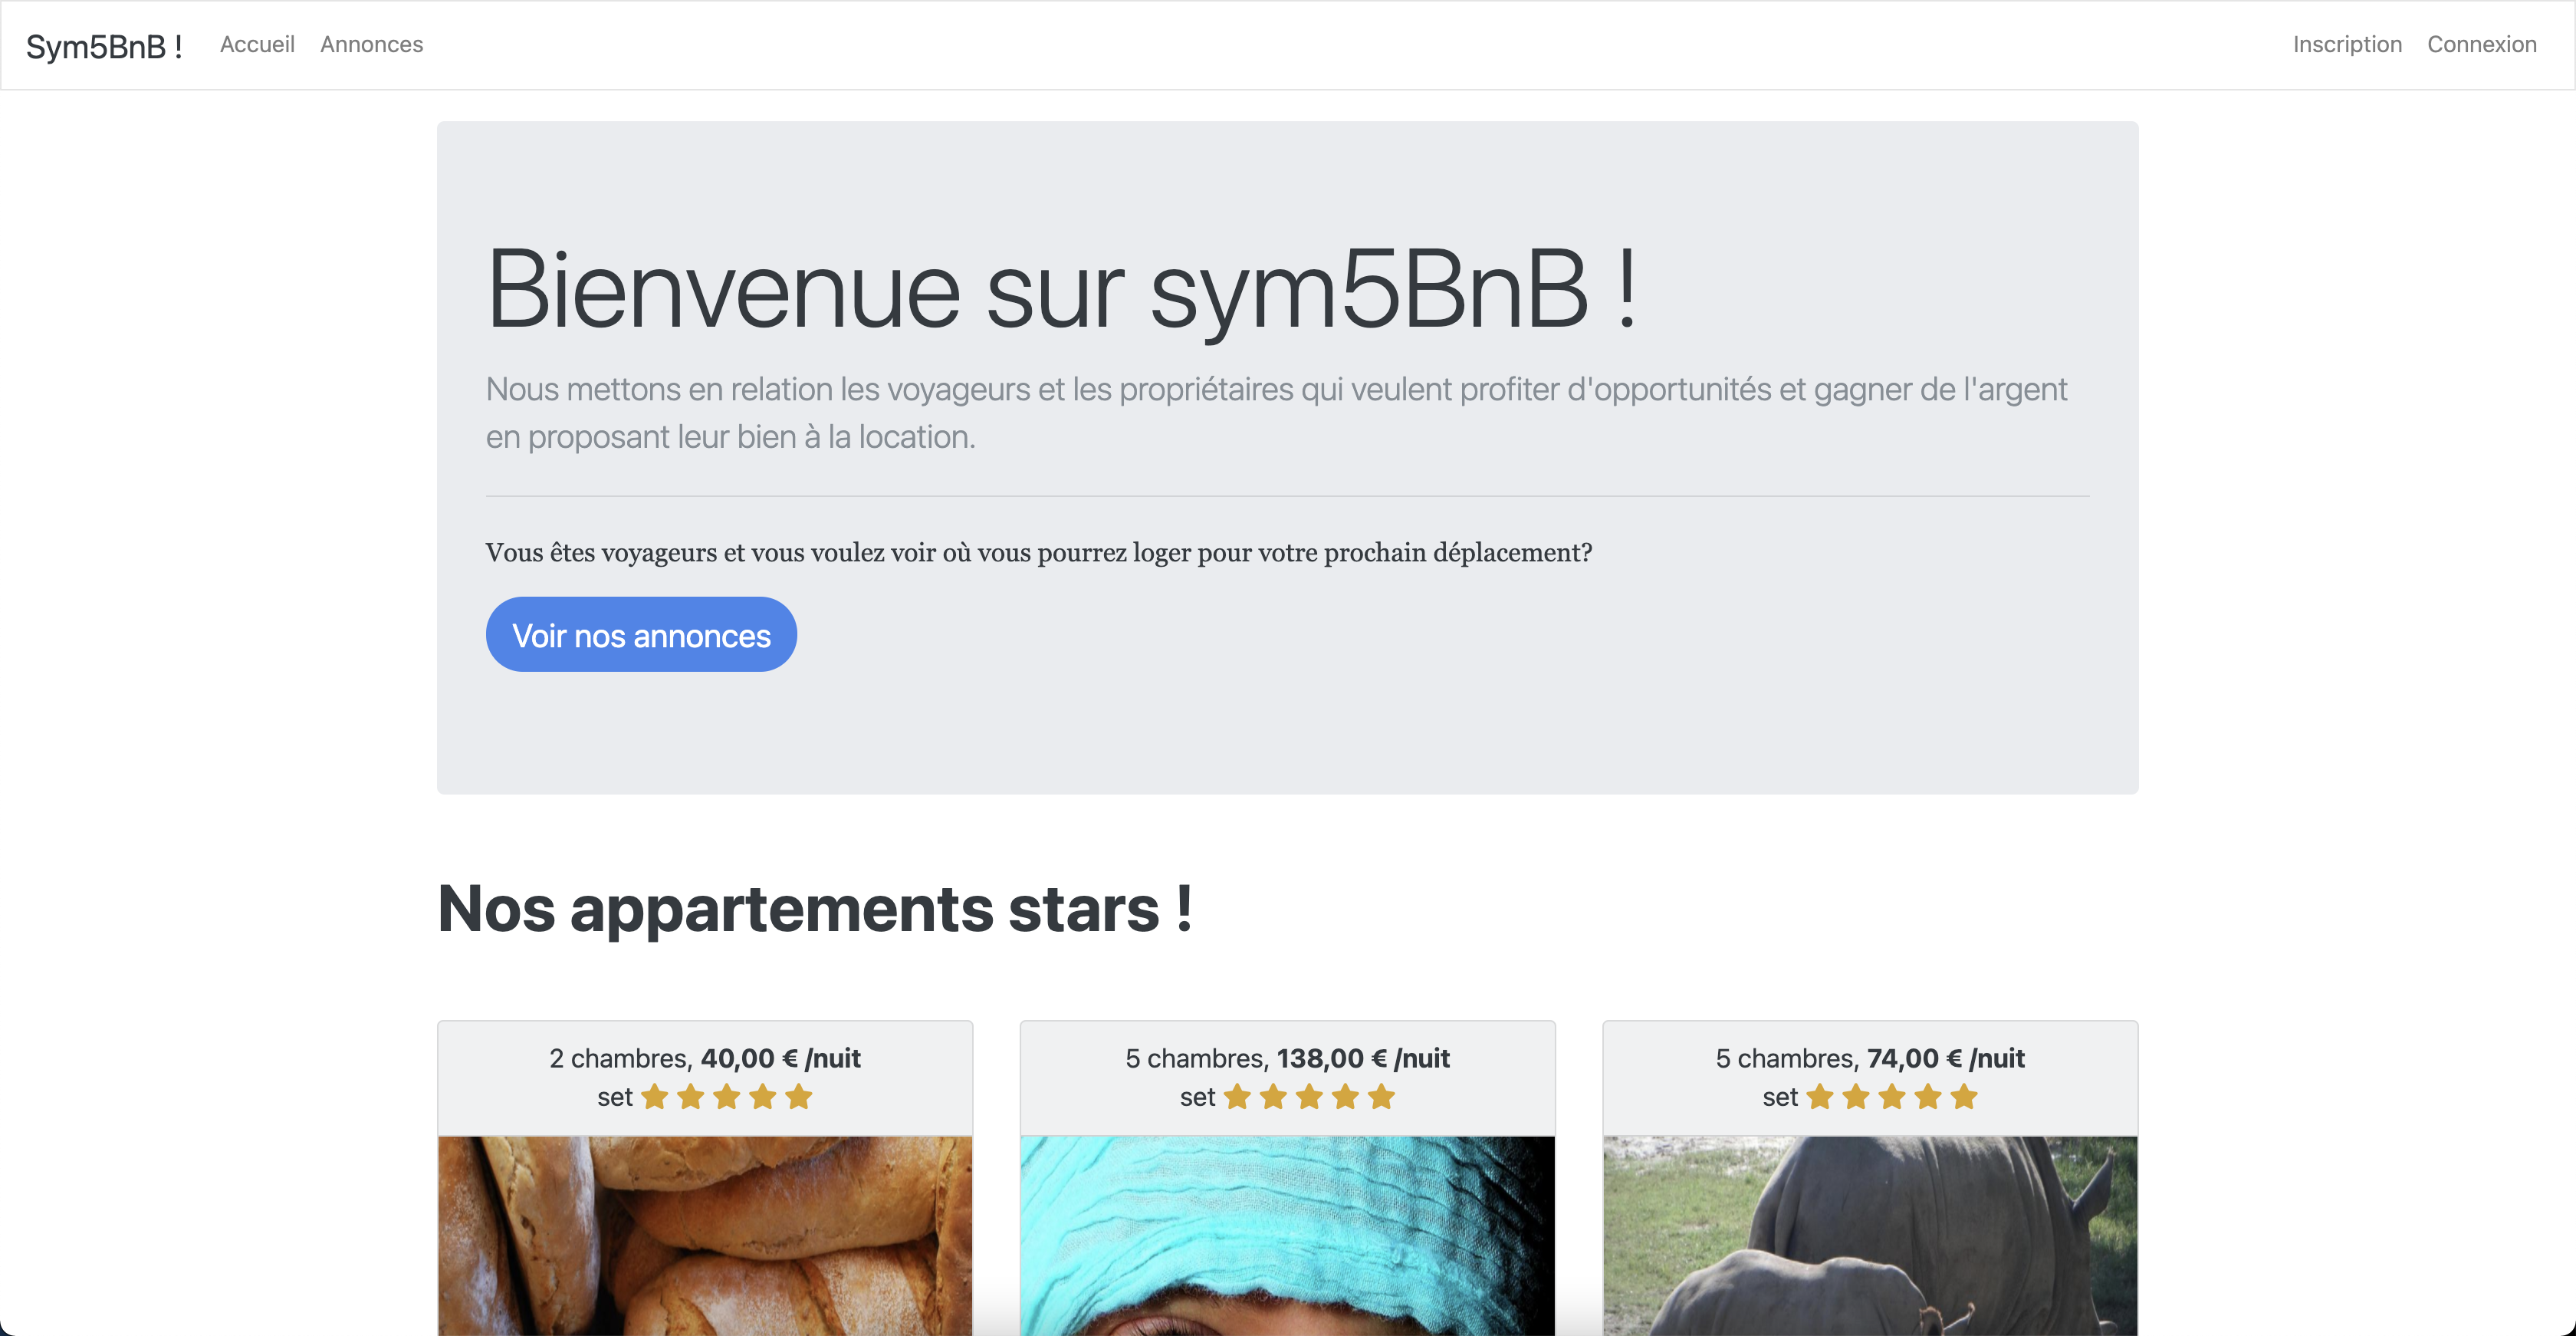 Sym5BnB ! Accueil Annonces Inscription Connexion
Bienvenue sur sym5BnB !
Nous mettons en relation les voyageurs et les propriétaires qui veulent profiter d'opportunités et gagner de l'argent
en proposant leur bien à la location.
Vous êtes voyageurs et vous voulez voir où vous pourrez loger pour votre prochain déplacement?
Voir nos annonces
Nos appartements stars !
2 chambres, 40,00 € /nuit
set
5 chambres, 138,00 € /nuit
set
5 chambres, 74,00 € /nuit
set